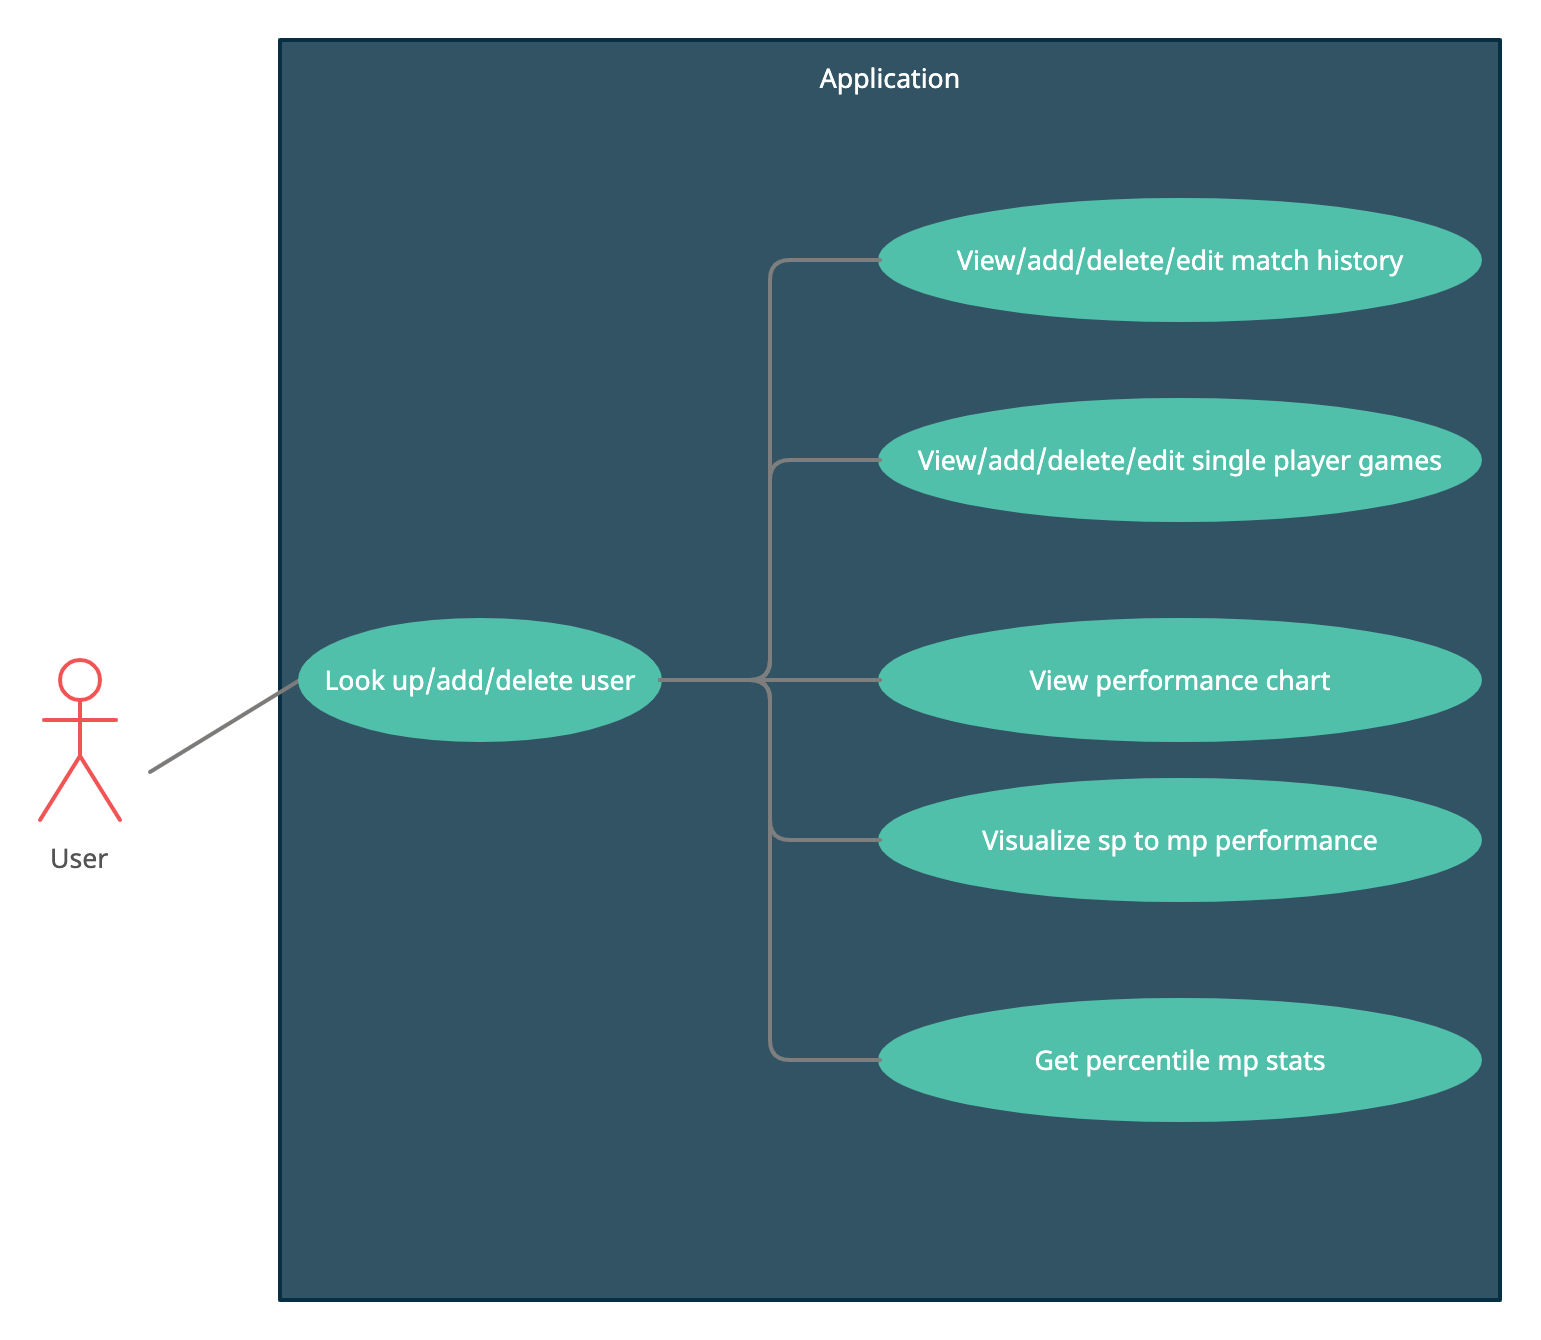 Application
View/add/delete/edit match history
View/add/delete/edit single player games
Look up/add/delete user
View performance chart
Visualize sp to mp performance
User
Get percentile mp stats